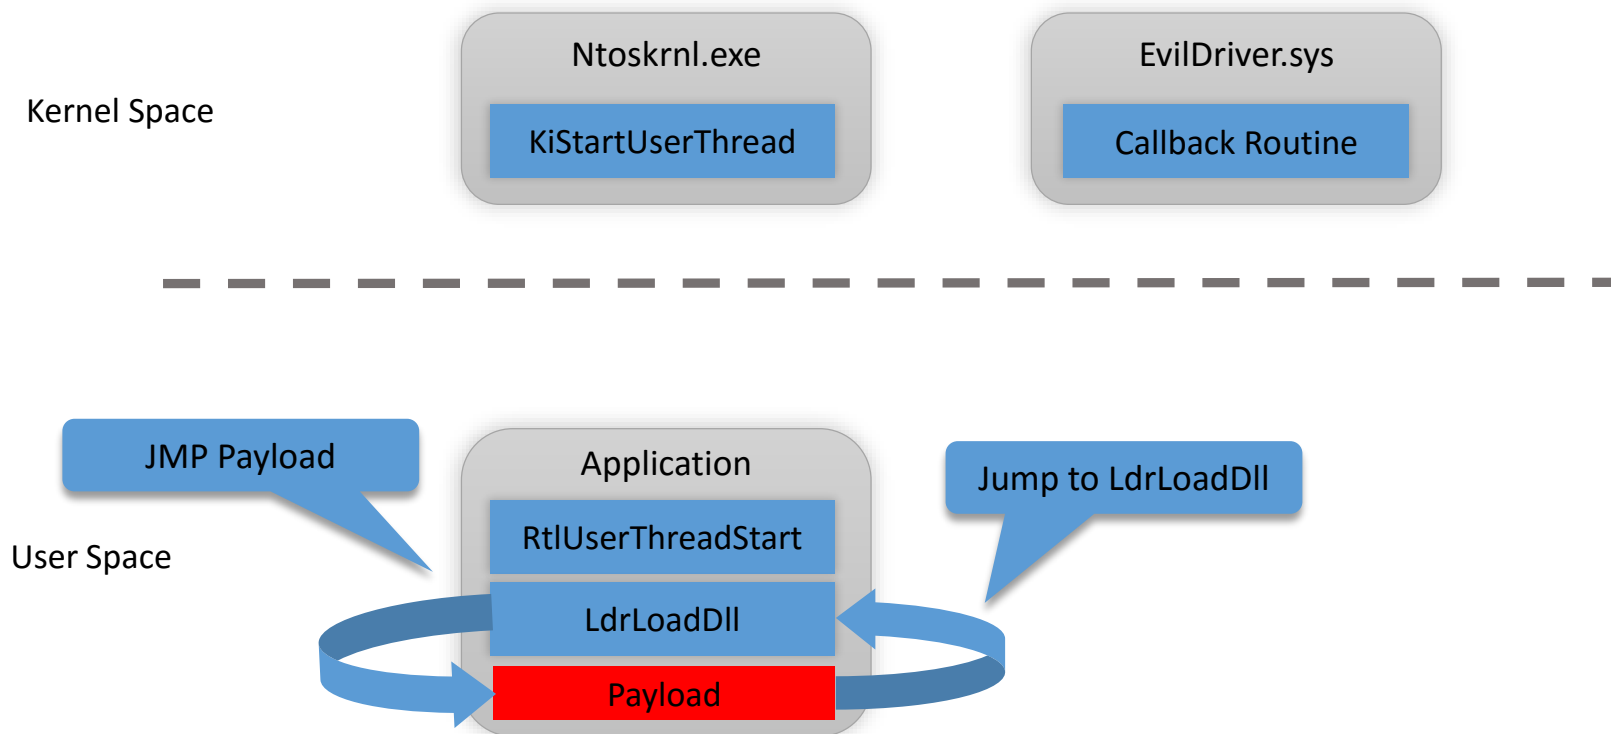 Ntoskrnl.exe
EvilDriver.sys
Kernel Space
KiStartUserThread
Callback Routine
JMP Payload
Application
Jump to LdrLoadDll
RtlUserThreadStart
User Space
LdrLoadDll
Payload